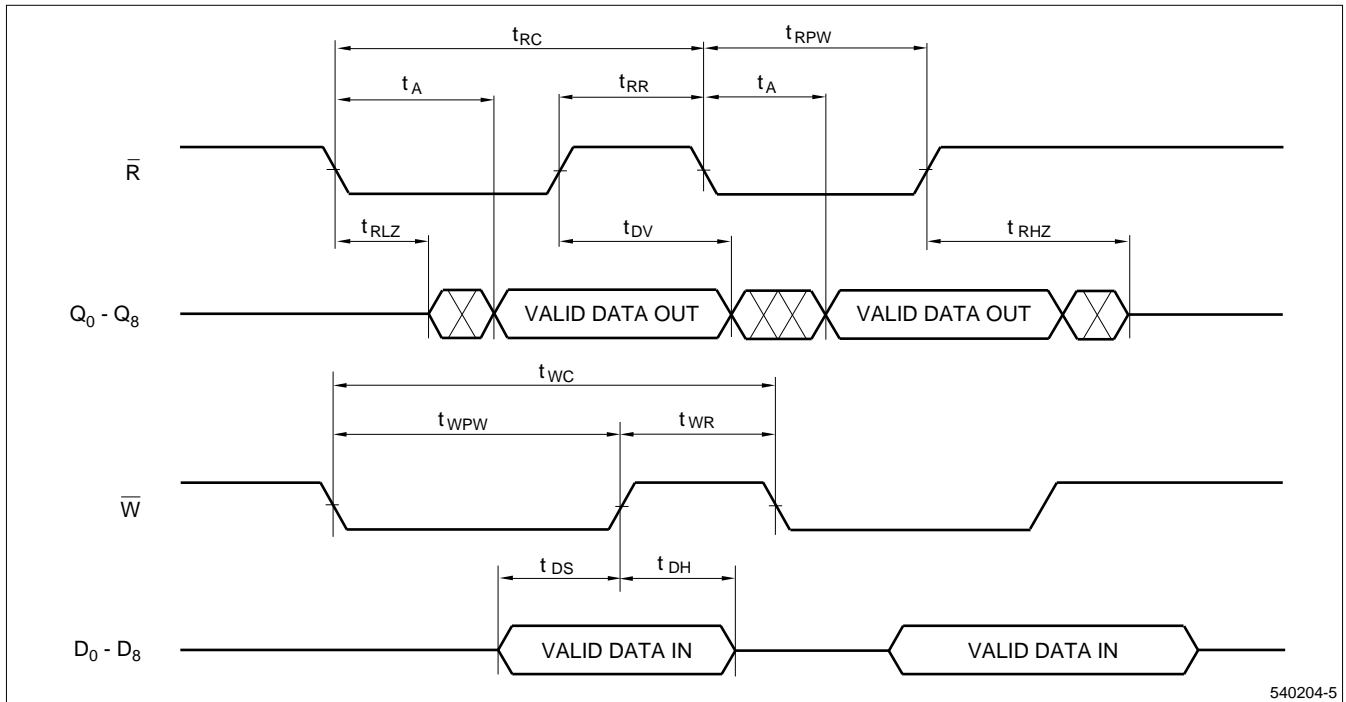 tRC
tRPW
tA
tRR
tA
R̅
tRLZ
tDV
tRHZ
Q0 - Q8
VALID DATA OUT
VALID DATA OUT
tWC
tWPW
tWR
W̅
tDS
tDH
D0 - D8
VALID DATA IN
VALID DATA IN
540204-5